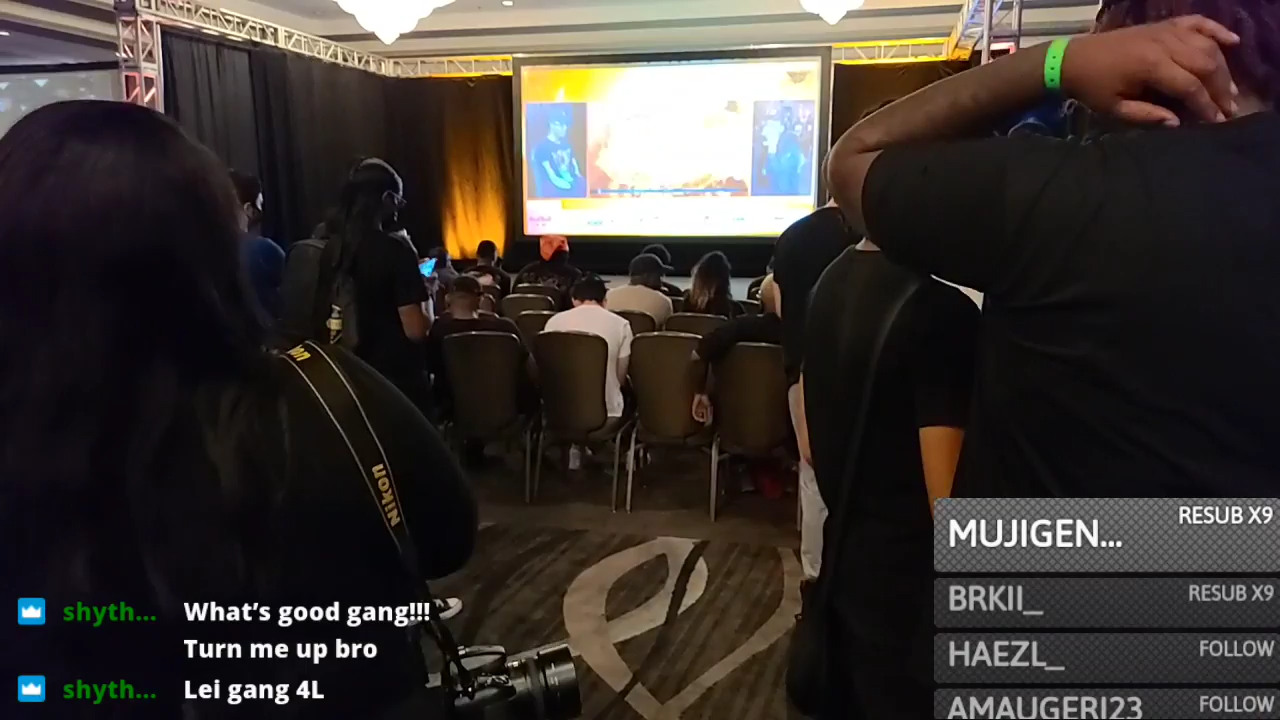 Nikon
shyth... What's good gang!!!
Turn me up bro
shyth... Lei gang 4L
MUJIGEN... RESUB X9
BRKII_ RESUB X9
HAEZL_ FOLLOW
AMAUGERI23 FOLLOW